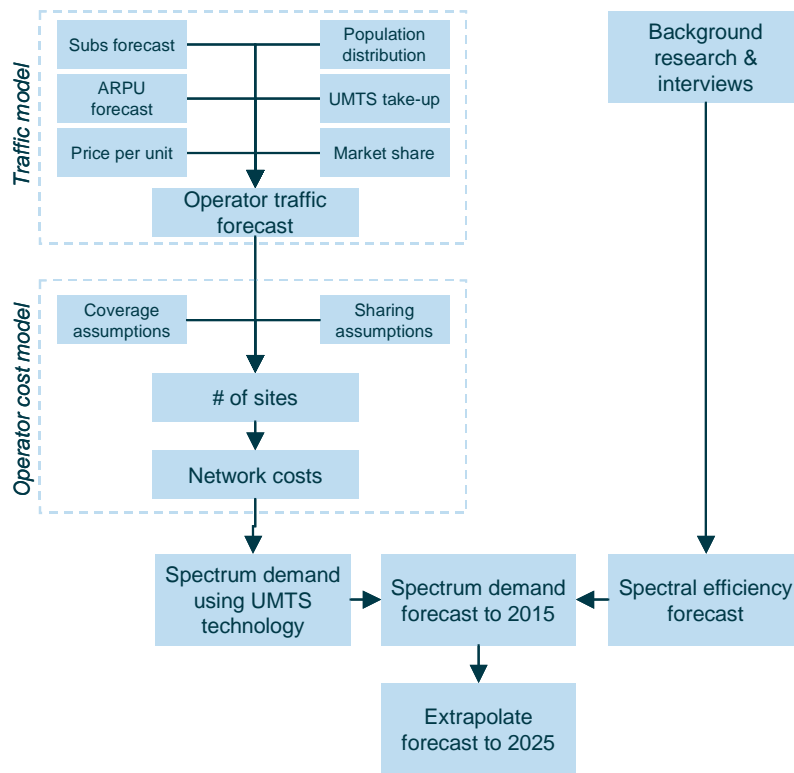 Traffic model
Subs forecast
Population
distribution
ARPU
forecast
UMTS take-up
Price per unit
Market share
Operator traffic
forecast
Background
research &
interviews
Operator cost model
Coverage
assumptions
Sharing
assumptions
# of sites
Network costs
Spectrum demand
using UMTS
technology
Spectrum demand
forecast to 2015
Spectral efficiency
forecast
Extrapolate
forecast to 2025